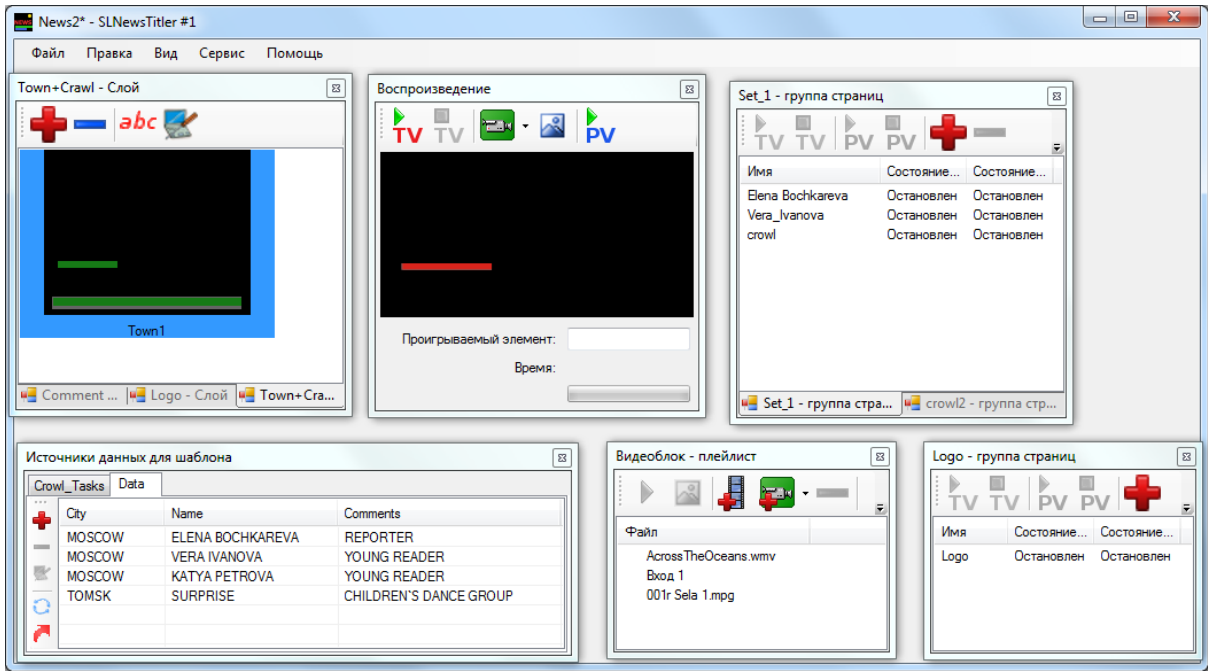 News2* - SLNewsTitler #1
Файл Правка Вид Сервис Помощь
Town+Crawl - Слой
abc
Town1
Comment ... Logo - Слой Town+Cra...
Воспроизведение
TV TV PV
Проигрываемый элемент:
Время:
Set_1 - группа страниц
TV TV PV PV
Имя Состояние... Состояние...
Elena Bochkareva Остановлен Остановлен
Vera_Ivanova Остановлен Остановлен
crowl Остановлен Остановлен
Set_1 - группа стра... crowl2 - группа стр...
Источники данных для шаблона
Crowl_Tasks Data
City Name Comments
MOSCOW ELENA BOCHKAREVA REPORTER
MOSCOW VERA IVANOVA YOUNG READER
MOSCOW KATYA PETROVA YOUNG READER
TOMSK SURPRISE CHILDREN`S DANCE GROUP
Видеоблок - плейлист
Файл
AcrossTheOceans.wmv
Вход 1
001r Sela 1.mpg
Logo - группа страниц
TV TV PV PV
Имя Состояние... Состояние...
Logo Остановлен Остановлен